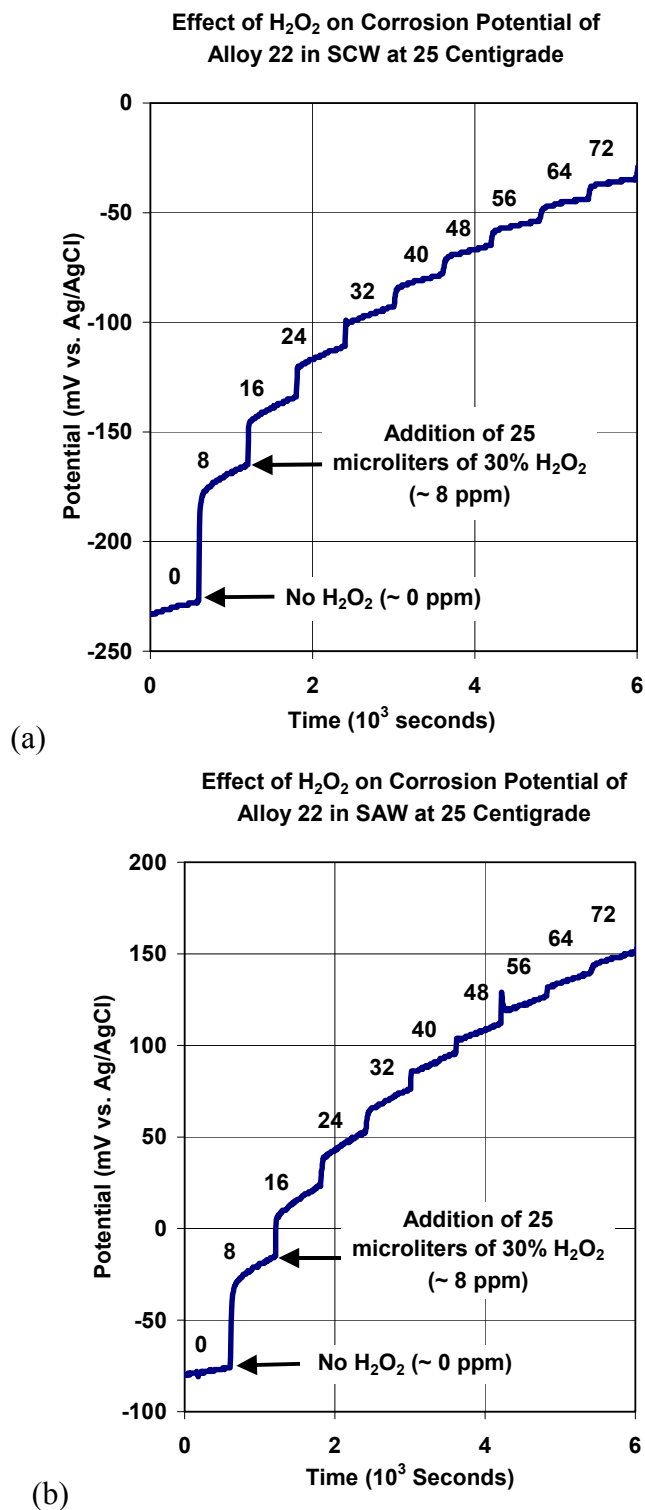 Effect of H₂O₂ on Corrosion Potential of
Alloy 22 in SCW at 25 Centigrade
0
-50
-100
-150
-200
-250
Potential (mV vs. Ag/AgCl)
72
64
56
48
40
32
24
16
8
0
Addition of 25
microliters of 30% H₂O₂
(~ 8 ppm)
No H₂O₂ (~ 0 ppm)
0 2 4 6
Time (10³ seconds)
(a)
Effect of H₂O₂ on Corrosion Potential of
Alloy 22 in SAW at 25 Centigrade
200
150
100
50
0
-50
-100
Potential (mV vs. Ag/AgCl)
72
64
56
48
40
32
24
16
8
0
Addition of 25
microliters of 30% H₂O₂
(~ 8 ppm)
No H₂O₂ (~ 0 ppm)
0 2 4 6
Time (10³ Seconds)
(b)